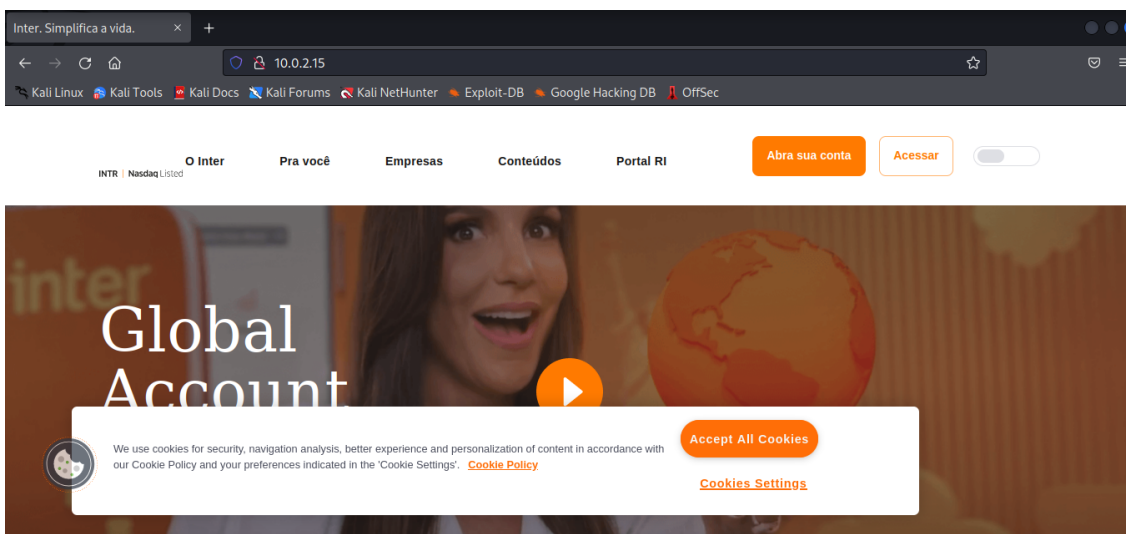 Inter. Simplifica a vida.
10.0.2.15
Kali Linux Kali Tools Kali Docs Kali Forums Kali NetHunter Exploit-DB Google Hacking DB OffSec
O Inter Pra você Empresas Conteúdos Portal RI Abra sua conta Acessar
INTR | Nasdaq Listed
inter
Global
Account
We use cookies for security, navigation analysis, better experience and personalization of content in accordance with
our Cookie Policy and your preferences indicated in the 'Cookie Settings'. Cookie Policy
Accept All Cookies
Cookies Settings